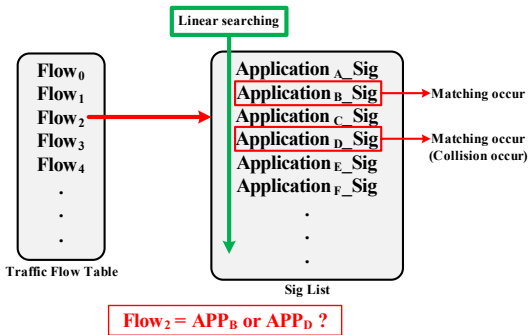 Linear searching
Flow0
Flow1
Flow2
Flow3
Flow4
.
.
.
Traffic Flow Table
Application A_Sig
Application B_Sig
Application C_Sig
Application D_Sig
Application E_Sig
Application F_Sig
.
.
.
Sig List
Matching occur
Matching occur
(Collision occur)
Flow2 = APPB or APPD ?